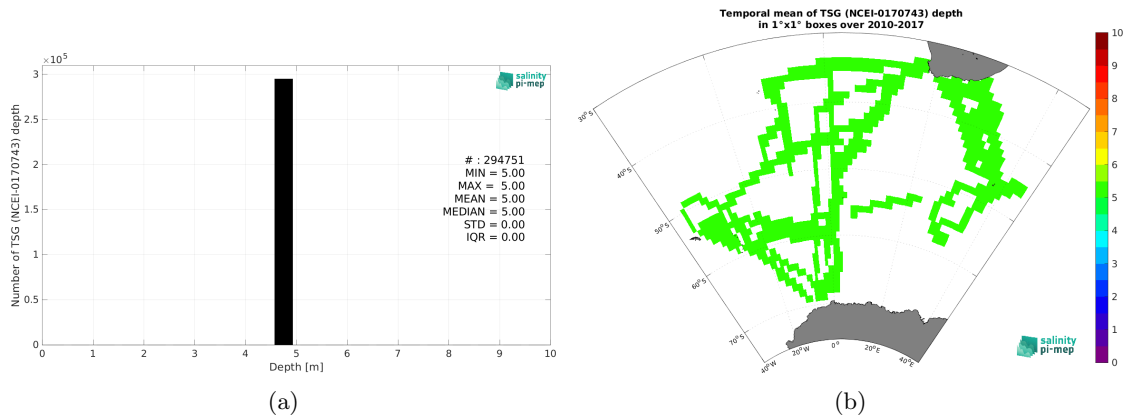 ×10⁵
3
2.5
2
1.5
1
0.5
0
Number of TSG (NCEI-0170743) depth
salinity
pi-mep
# : 294751
MIN = 5.00
MAX = 5.00
MEAN = 5.00
MEDIAN = 5.00
STD = 0.00
IQR = 0.00
0 1 2 3 4 5 6 7 8 9 10
Depth [m]
(a)
Temporal mean of TSG (NCEI-0170743) depth
in 1°x1° boxes over 2010-2017
30°S
40°S
50°S
60°S
70°S
40°W
20°W
0°
20°E
40°E
salinity
pi-mep
10
9
8
7
6
5
4
3
2
1
0
(b)